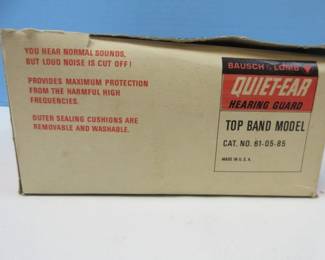 YOU HEAR NORMAL SOUNDS,
BUT LOUD NOISE IS CUT OFF!
PROVIDES MAXIMUM PROTECTION
FROM THE HARMFUL HIGH
FREQUENCIES.
OUTER SEALING CUSHIONS ARE
REMOVABLE AND WASHABLE.
BAUSCH & LOMB
QUIET-EAR
HEARING GUARD
TOP BAND MODEL
CAT. NO. 61-05-85
MADE IN U.S.A.